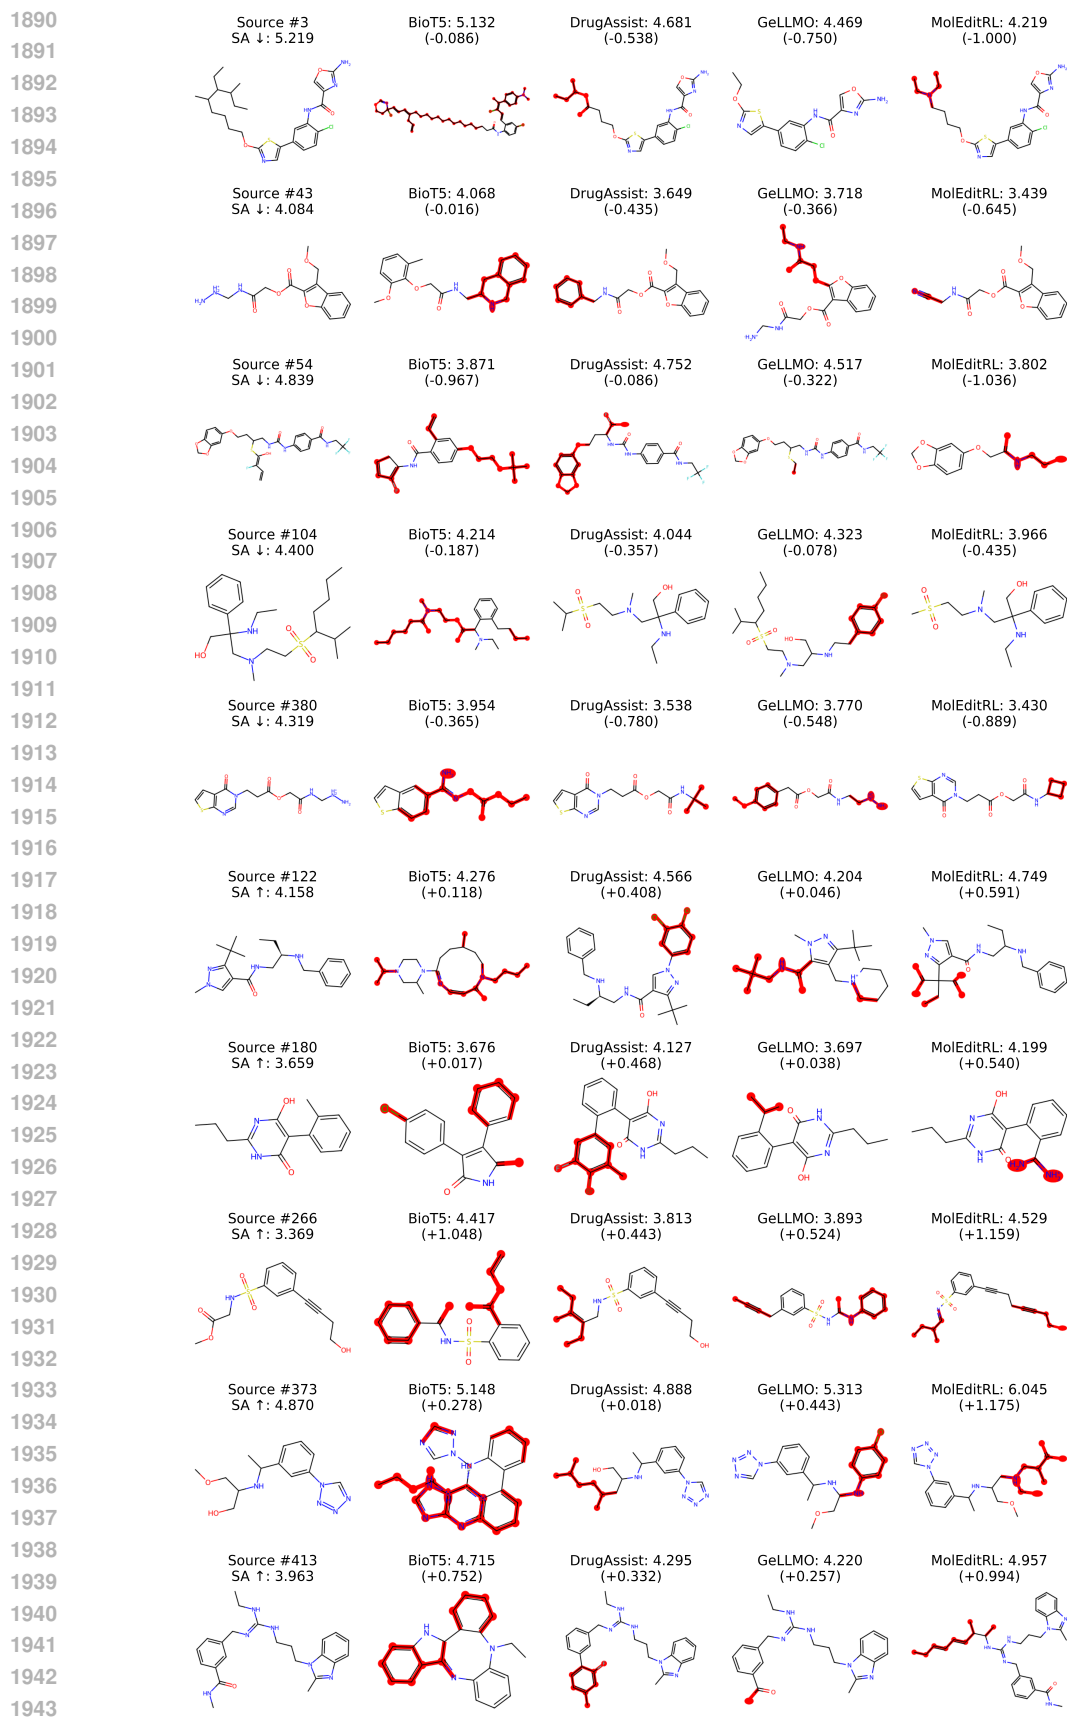 1890
Source #3 BioT5: 5.132 DrugAssist: 4.681 GeLLMO: 4.469 MolEditRL: 4.219
SA ↓: 5.219 (-0.086) (-0.538) (-0.750) (-1.000)
1891
1892
1893
1894
1895
1896
Source #43 BioT5: 4.068 DrugAssist: 3.649 GeLLMO: 3.718 MolEditRL: 3.439
SA ↓: 4.084 (-0.016) (-0.435) (-0.366) (-0.645)
1897
1898
1899
1900
1901
Source #54 BioT5: 3.871 DrugAssist: 4.752 GeLLMO: 4.517 MolEditRL: 3.802
SA ↓: 4.839 (-0.967) (-0.086) (-0.322) (-1.036)
1902
1903
1904
1905
1906
Source #104 BioT5: 4.214 DrugAssist: 4.044 GeLLMO: 4.323 MolEditRL: 3.966
SA ↓: 4.400 (-0.187) (-0.357) (-0.078) (-0.435)
1907
1908
1909
1910
1911
Source #380 BioT5: 3.954 DrugAssist: 3.538 GeLLMO: 3.770 MolEditRL: 3.430
SA ↓: 4.319 (-0.365) (-0.780) (-0.548) (-0.889)
1912
1913
1914
1915
1916
1917
Source #122 BioT5: 4.276 DrugAssist: 4.566 GeLLMO: 4.204 MolEditRL: 4.749
SA ↑: 4.158 (+0.118) (+0.408) (+0.046) (+0.591)
1918
1919
1920
1921
1922
Source #180 BioT5: 3.676 DrugAssist: 4.127 GeLLMO: 3.697 MolEditRL: 4.199
SA ↑: 3.659 (+0.017) (+0.468) (+0.038) (+0.540)
1923
1924
1925
1926
1927
Source #266 BioT5: 4.417 DrugAssist: 3.813 GeLLMO: 3.893 MolEditRL: 4.529
SA ↑: 3.369 (+1.048) (+0.443) (+0.524) (+1.159)
1928
1929
1930
1931
1932
1933
Source #373 BioT5: 5.148 DrugAssist: 4.888 GeLLMO: 5.313 MolEditRL: 6.045
SA ↑: 4.870 (+0.278) (+0.018) (+0.443) (+1.175)
1934
1935
1936
1937
1938
Source #413 BioT5: 4.715 DrugAssist: 4.295 GeLLMO: 4.220 MolEditRL: 4.957
SA ↑: 3.963 (+0.752) (+0.332) (+0.257) (+0.994)
1939
1940
1941
1942
1943